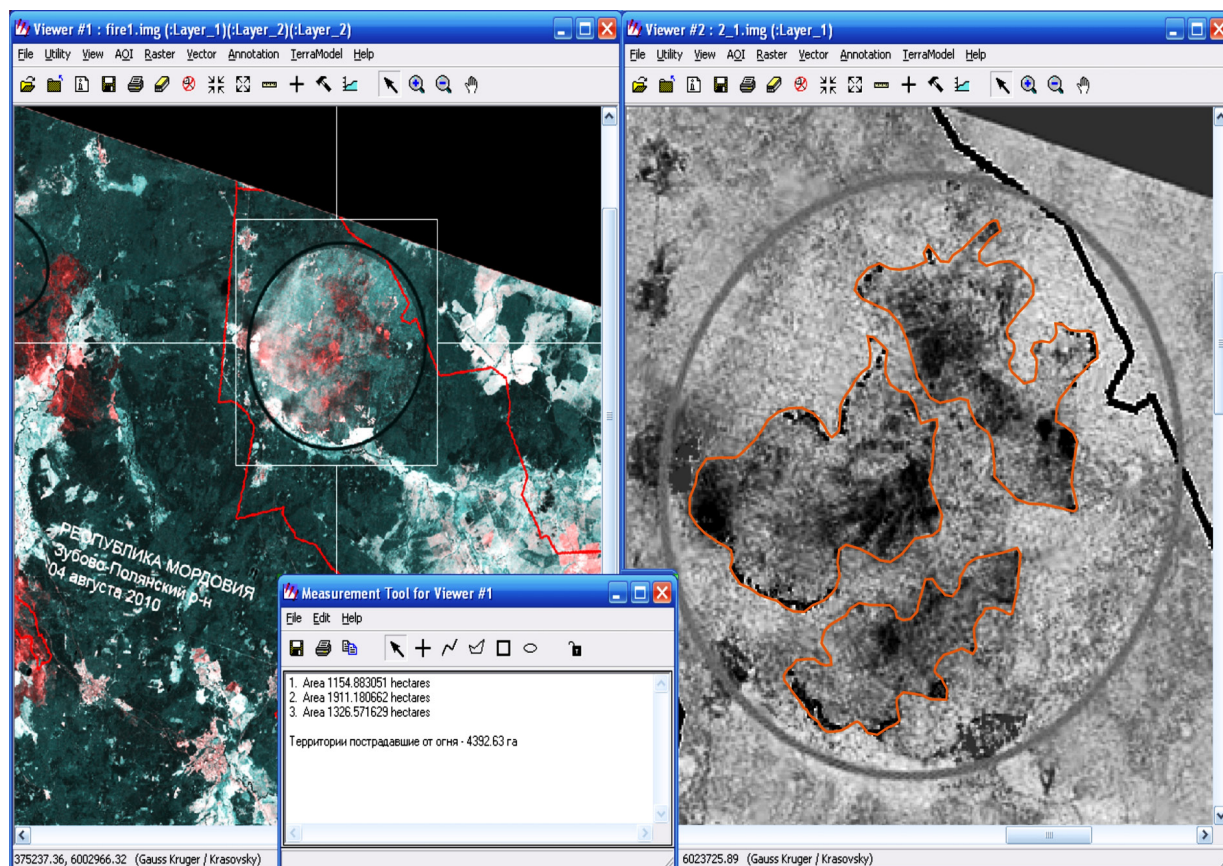 Viewer #1 : fire1.img (:Layer_1)(:Layer_2)(:Layer_2)
File Utility View AOI Raster Vector Annotation TerraModel Help
РЕСПУБЛИКА МОРДОВИЯ
Зубово-Полянский р-н
04 августа 2010
375237.36, 6002966.32 (Gauss Kruger / Krasovsky)
Viewer #2 : 2_1.img (:Layer_1)
File Utility View AOI Raster Vector Annotation TerraModel Help
6023725.89 (Gauss Kruger / Krasovsky)
Measurement Tool for Viewer #1
File Edit Help
1. Area 1154.883051 hectares
2. Area 1911.180662 hectares
3. Area 1326.571629 hectares
Территории пострадавшие от огня - 4392.63 га